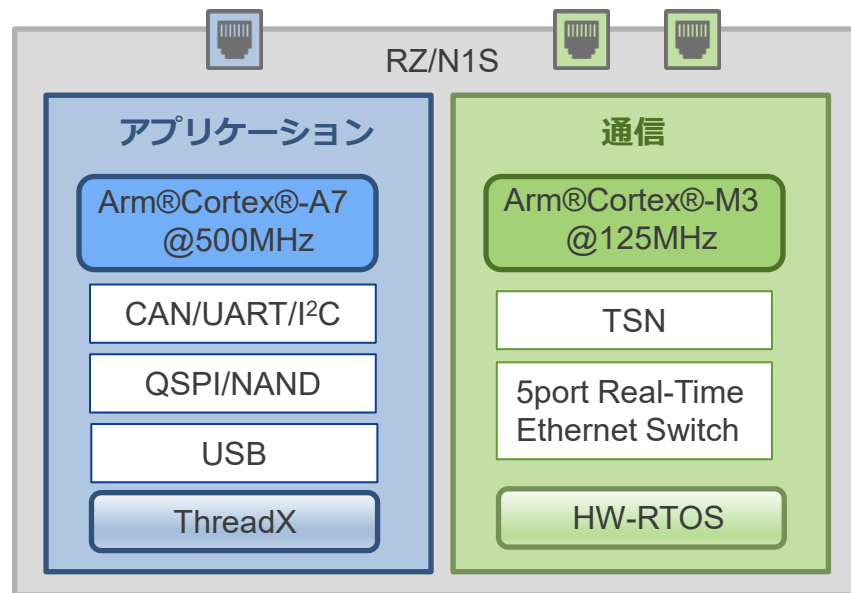 RZ/N1S
アプリケーション
Arm®Cortex®-A7
@500MHz
CAN/UART/I²C
QSPI/NAND
USB
ThreadX
通信
Arm®Cortex®-M3
@125MHz
TSN
5port Real-Time
Ethernet Switch
HW-RTOS